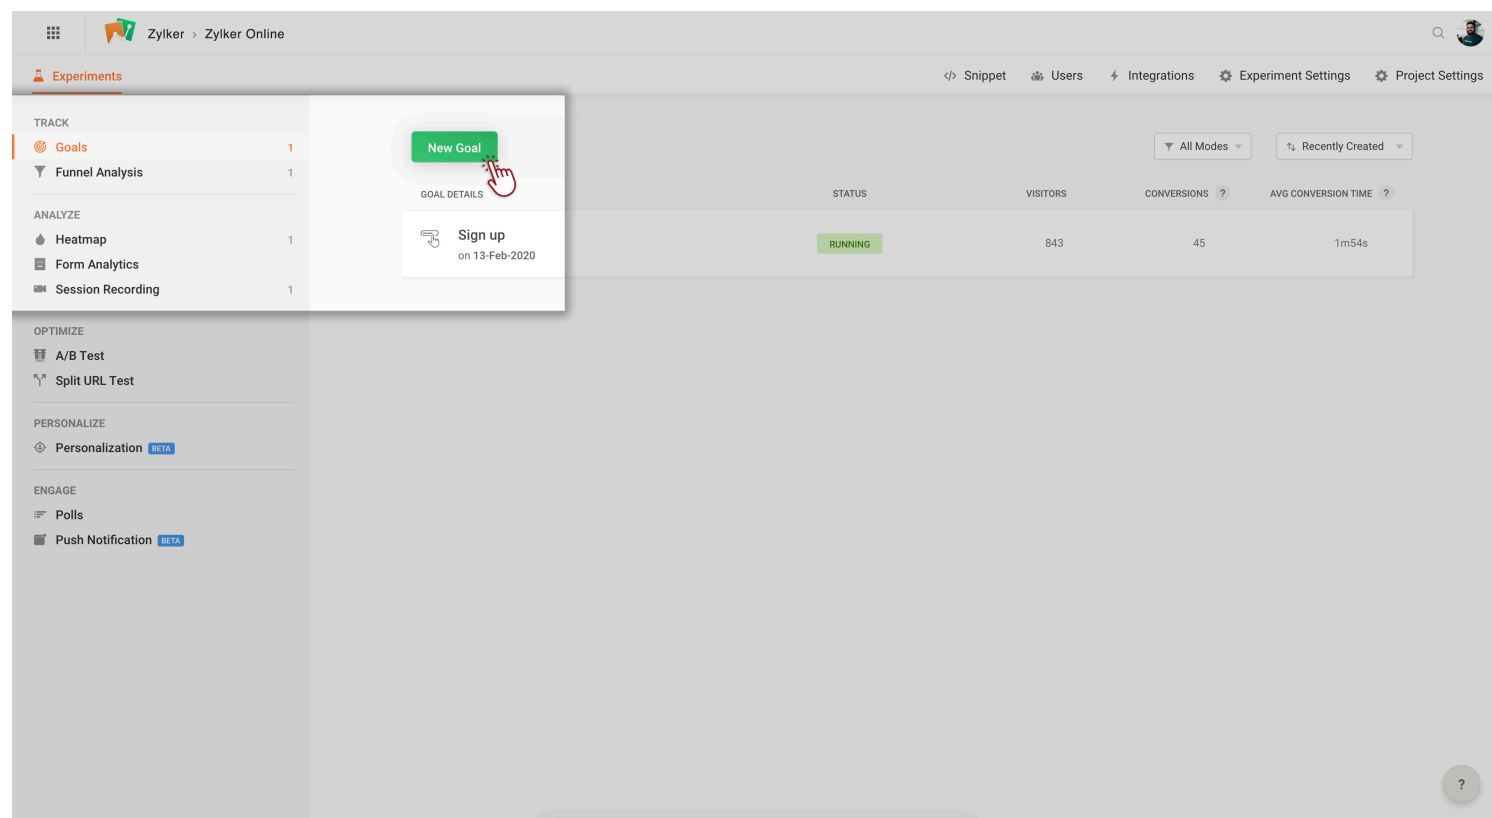 Zylker > Zylker Online
Experiments
</> Snippet Users Integrations Experiment Settings Project Settings
TRACK
Goals 1
Funnel Analysis 1
ANALYZE
Heatmap 1
Form Analytics
Session Recording 1
OPTIMIZE
A/B Test
Split URL Test
PERSONALIZE
Personalization BETA
ENGAGE
Polls
Push Notification BETA
New Goal
All Modes Recently Created
GOAL DETAILS STATUS VISITORS CONVERSIONS ? AVG CONVERSION TIME ?
Sign up
on 13-Feb-2020
RUNNING 843 45 1m54s
?